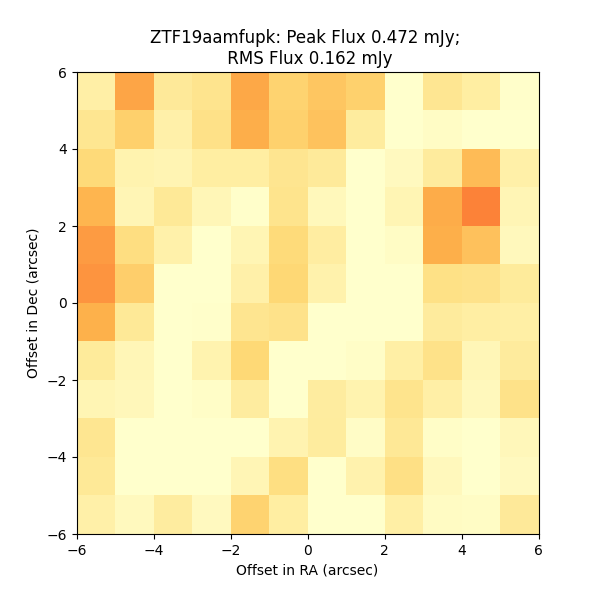 ZTF19aamfupk: Peak Flux 0.472 mJy;
RMS Flux 0.162 mJy
6
4
2
0
−2
−4
−6
Offset in Dec (arcsec)
−6 −4 −2 0 2 4 6
Offset in RA (arcsec)